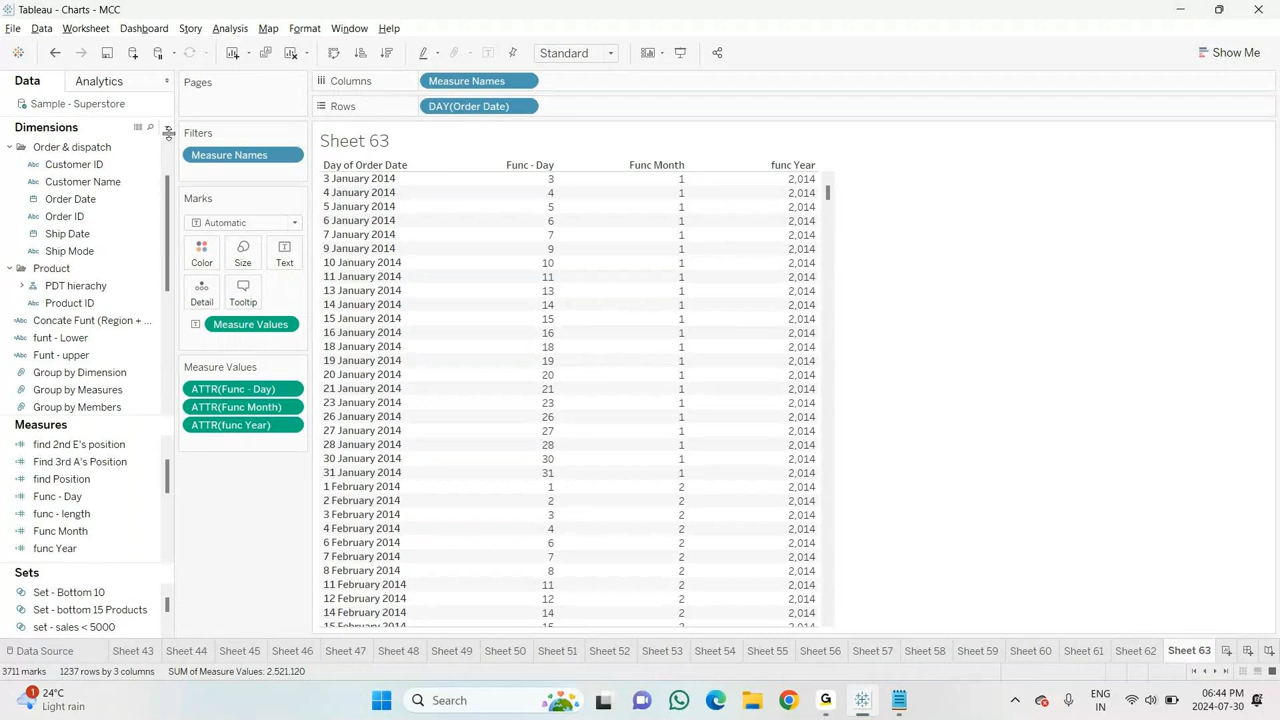 Tableau - Charts - MCC
File Data Worksheet Dashboard Story Analysis Map Format Window Help
Standard
Show Me
Data Analytics
Sample - Superstore
Dimensions
Order & dispatch
Abc Customer ID
Abc Customer Name
Order Date
Abc Order ID
Ship Date
Abc Ship Mode
Product
PDT hierachy
Abc Product ID
=Abc Concate Funt (Region + ...
=Abc funt - Lower
=Abc Funt - upper
Group by Dimension
Group by Measures
Group by Members
Measures
find 2nd E's position
Find 3rd A's Position
find Position
Func - Day
func - length
Func Month
func Year
Sets
Set - Bottom 10
Set - bottom 15 Products
set - sales < 5000
Pages
Filters
Measure Names
Marks
Automatic
Color Size Text
Detail Tooltip
Measure Values
Measure Values
ATTR(Func - Day)
ATTR(Func Month)
ATTR(func Year)
Columns Measure Names
Rows DAY(Order Date)
Sheet 63
Day of Order Date Func - Day Func Month func Year
3 January 2014 3 1 2,014
4 January 2014 4 1 2,014
5 January 2014 5 1 2,014
6 January 2014 6 1 2,014
7 January 2014 7 1 2,014
9 January 2014 9 1 2,014
10 January 2014 10 1 2,014
11 January 2014 11 1 2,014
13 January 2014 13 1 2,014
14 January 2014 14 1 2,014
15 January 2014 15 1 2,014
16 January 2014 16 1 2,014
18 January 2014 18 1 2,014
19 January 2014 19 1 2,014
20 January 2014 20 1 2,014
21 January 2014 21 1 2,014
23 January 2014 23 1 2,014
26 January 2014 26 1 2,014
27 January 2014 27 1 2,014
28 January 2014 28 1 2,014
30 January 2014 30 1 2,014
31 January 2014 31 1 2,014
1 February 2014 1 2 2,014
2 February 2014 2 2 2,014
3 February 2014 3 2 2,014
4 February 2014 4 2 2,014
6 February 2014 6 2 2,014
7 February 2014 7 2 2,014
8 February 2014 8 2 2,014
11 February 2014 11 2 2,014
12 February 2014 12 2 2,014
14 February 2014 14 2 2,014
15 February 2014 15 2 2,014
Data Source Sheet 43 Sheet 44 Sheet 45 Sheet 46 Sheet 47 Sheet 48 Sheet 49 Sheet 50 Sheet 51 Sheet 52 Sheet 53 Sheet 54 Sheet 55 Sheet 56 Sheet 57 Sheet 58 Sheet 59 Sheet 60 Sheet 61 Sheet 62 Sheet 63
3711 marks 1237 rows by 3 columns SUM of Measure Values: 2,521,120
1
24°C
Light rain
Search
ENG
IN
06:44 PM
2024-07-30